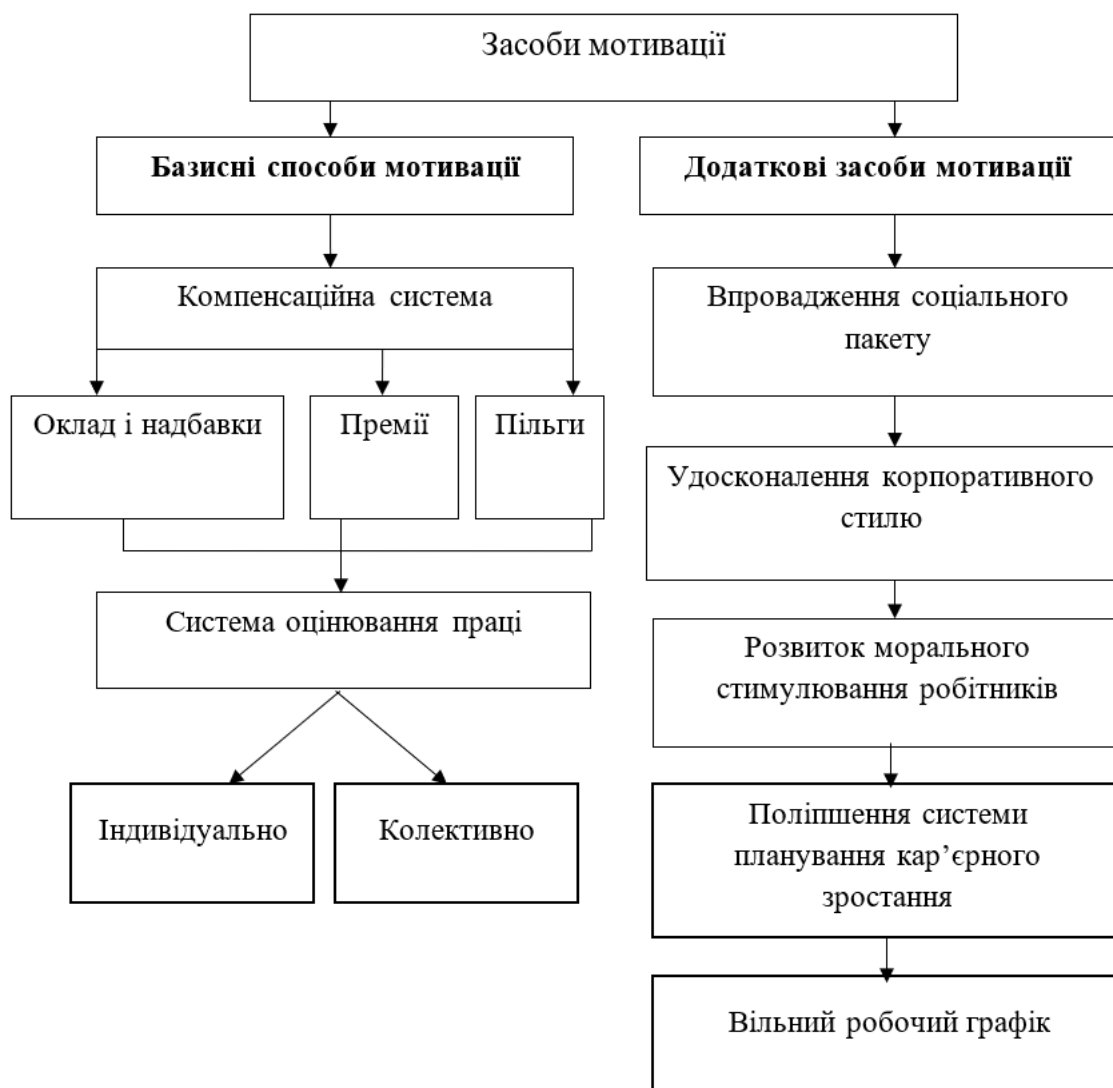 Засоби мотивації
Базисні способи мотивації
Додаткові засоби мотивації
Компенсаційна система
Впровадження соціального
пакету
Оклад і надбавки
Премії
Пільги
Удосконалення корпоративного
стилю
Система оцінювання праці
Розвиток морального
стимулювання робітників
Індивідуально
Колективно
Поліпшення системи
планування кар’єрного
зростання
Вільний робочий графік